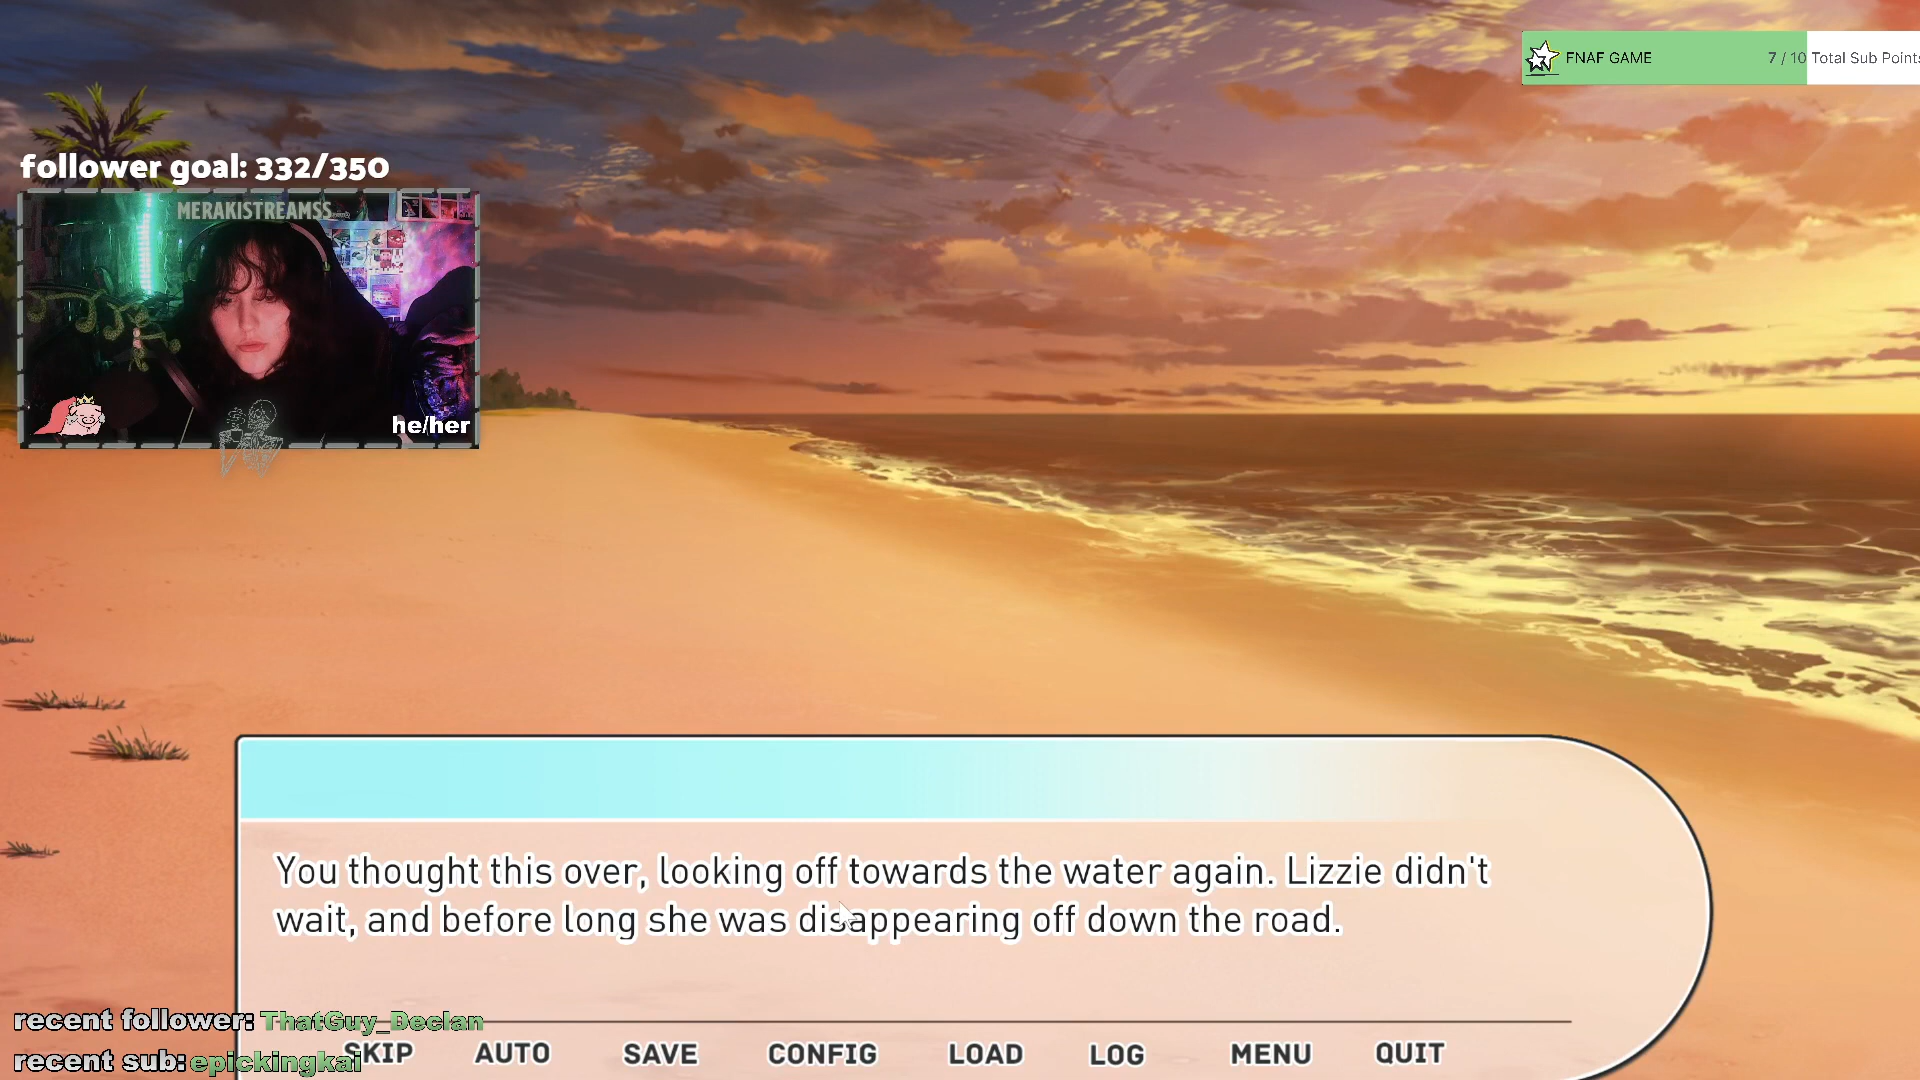 FNAF GAME
7 / 10 Total Sub Points
follower goal: 332/350
MERAKISTREAMSS
he/her
You thought this over, looking off towards the water again. Lizzie didn't
wait, and before long she was disappearing off down the road.
recent follower: ThatGuy_Declan
recent sub: epickingkai
SKIP AUTO SAVE CONFIG LOAD LOG MENU QUIT